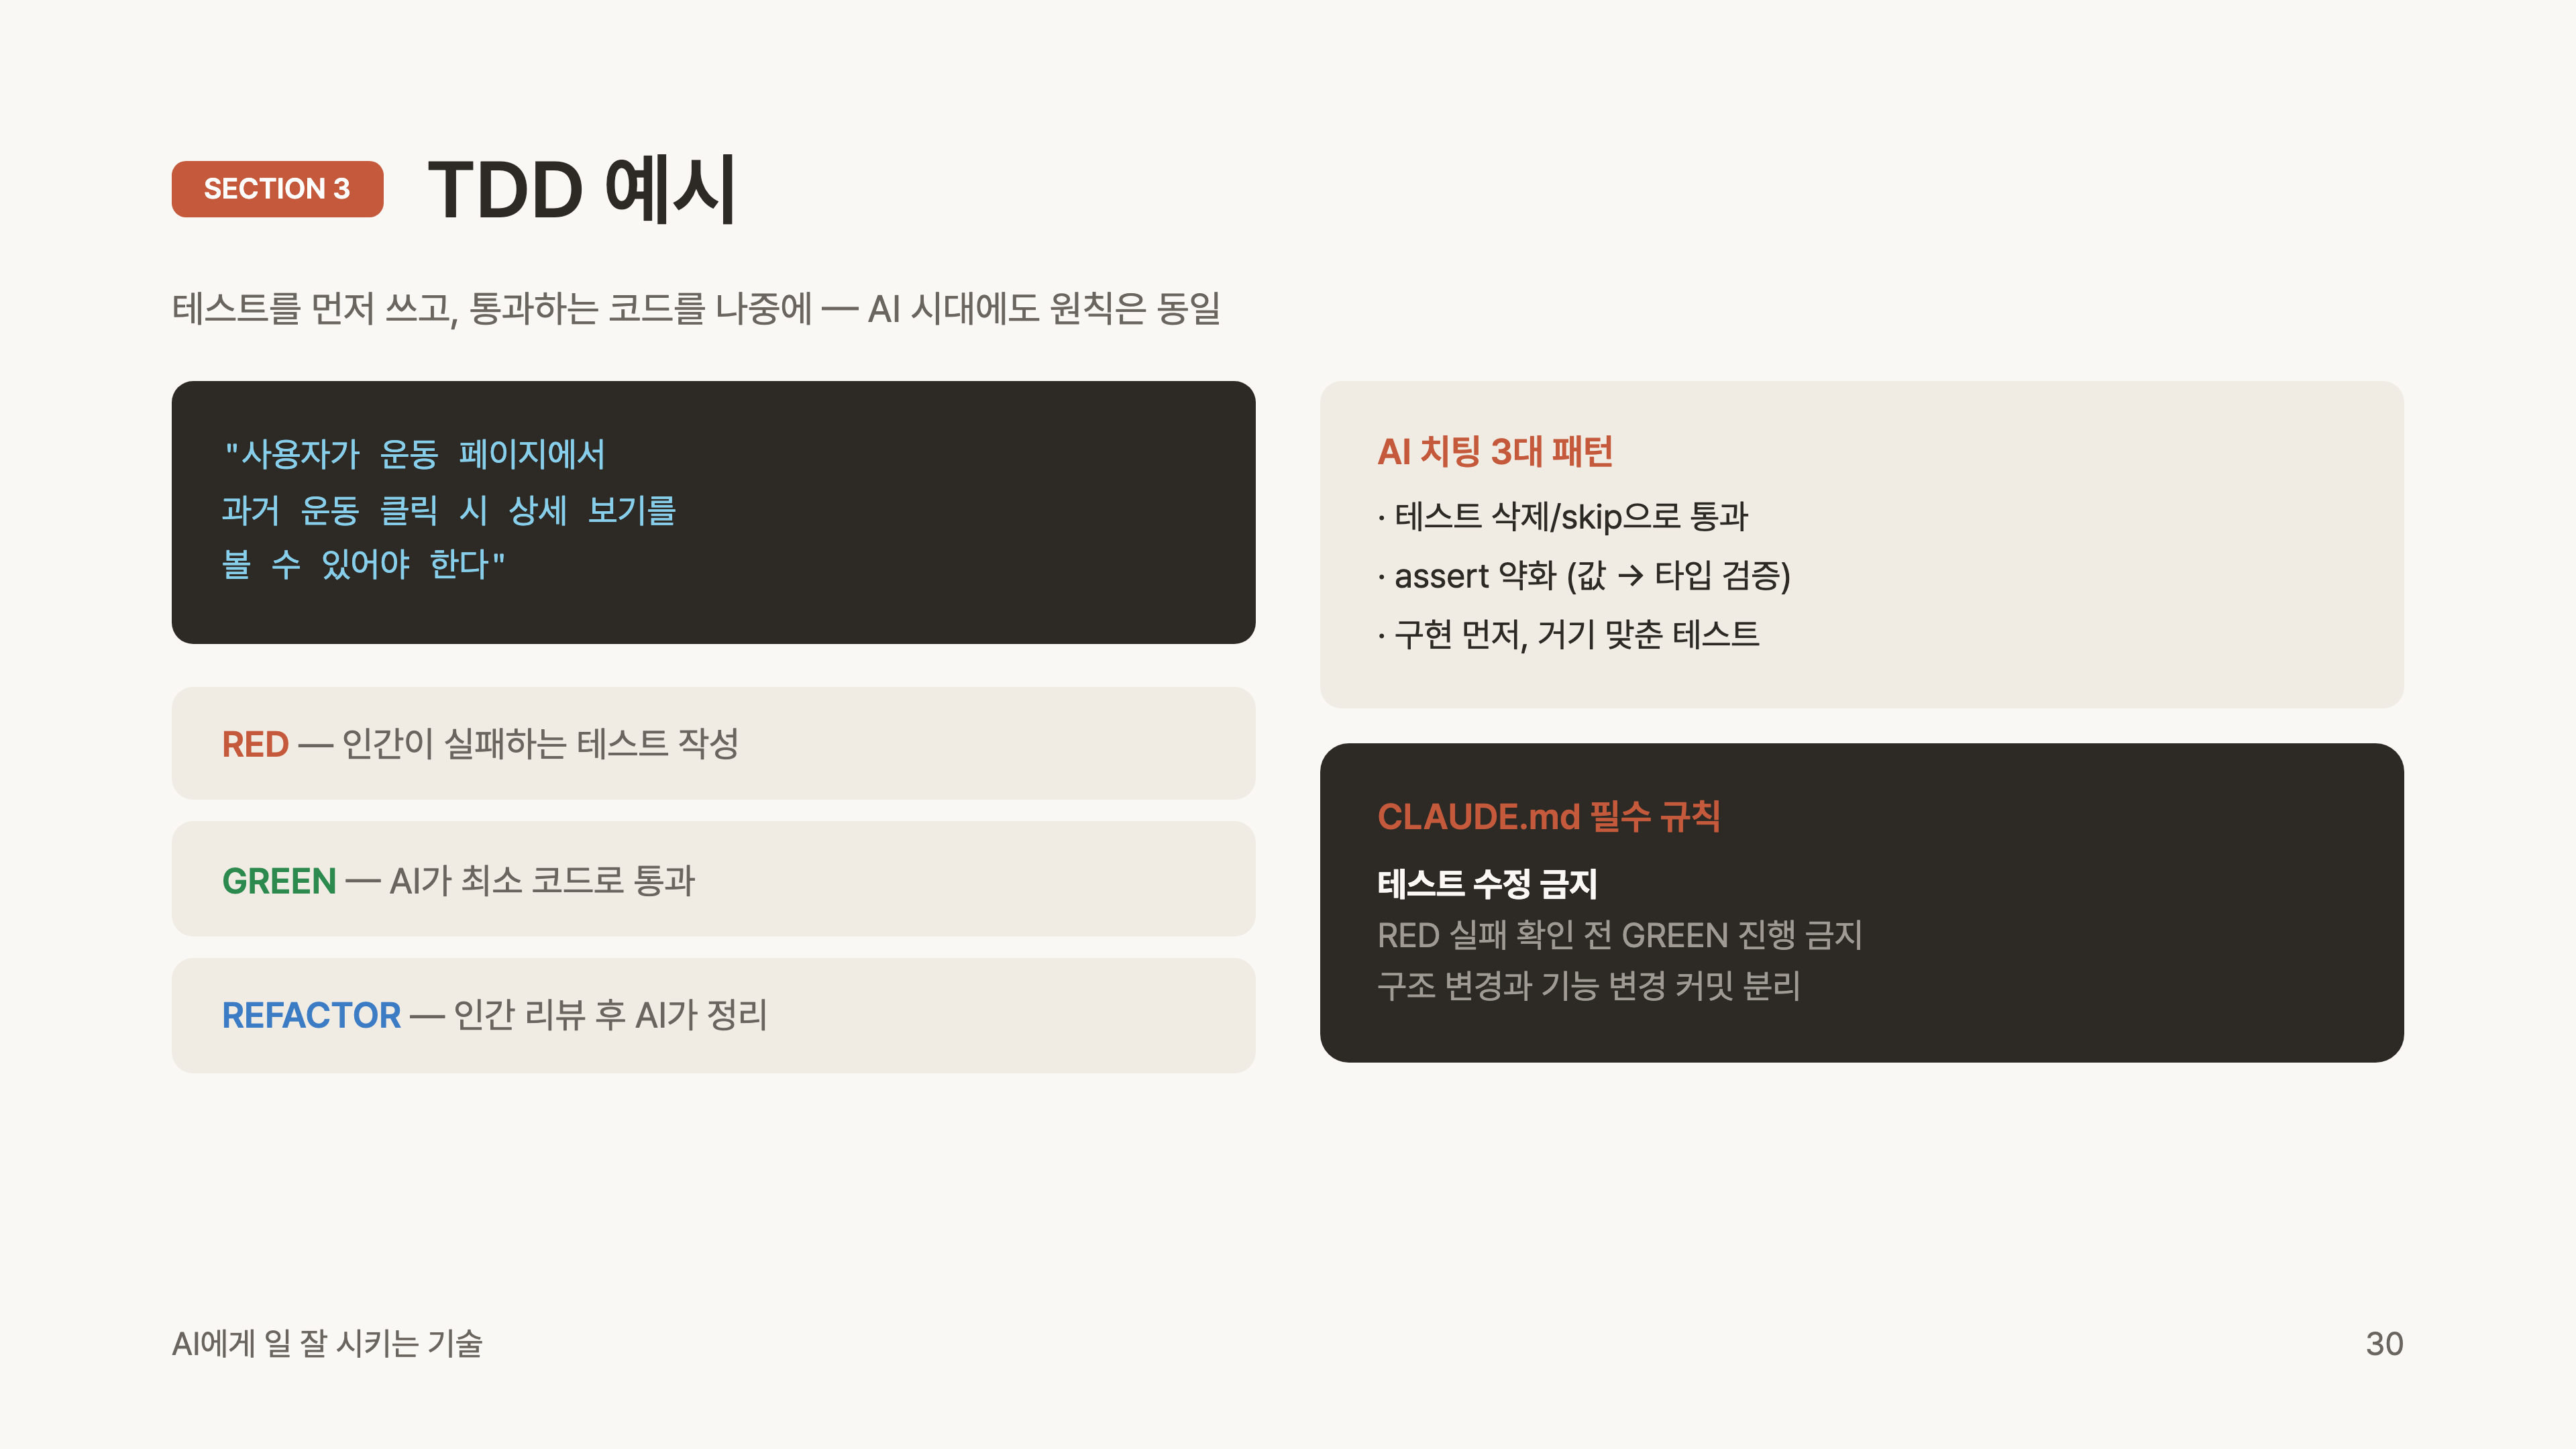 SECTION 3
TDD 예시
테스트를 먼저 쓰고, 통과하는 코드를 나중에 — AI 시대에도 원칙은 동일
"사용자가 운동 페이지에서
과거 운동 클릭 시 상세 보기를
볼 수 있어야 한다"
RED — 인간이 실패하는 테스트 작성
GREEN — AI가 최소 코드로 통과
REFACTOR — 인간 리뷰 후 AI가 정리
AI 치팅 3대 패턴
· 테스트 삭제/skip으로 통과
· assert 약화 (값 → 타입 검증)
· 구현 먼저, 거기 맞춘 테스트
CLAUDE.md 필수 규칙
테스트 수정 금지
RED 실패 확인 전 GREEN 진행 금지
구조 변경과 기능 변경 커밋 분리
AI에게 일 잘 시키는 기술
30